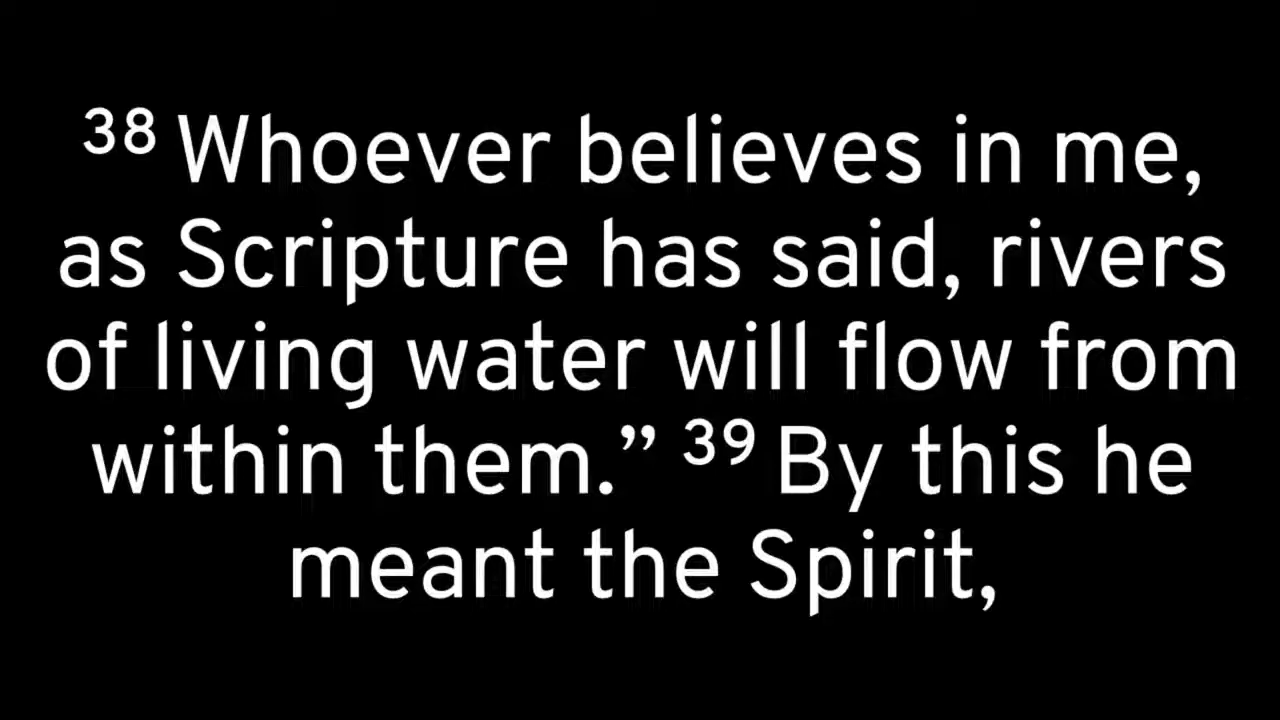 38 Whoever believes in me,
as Scripture has said, rivers
of living water will flow from
within them.” 39 By this he
meant the Spirit,